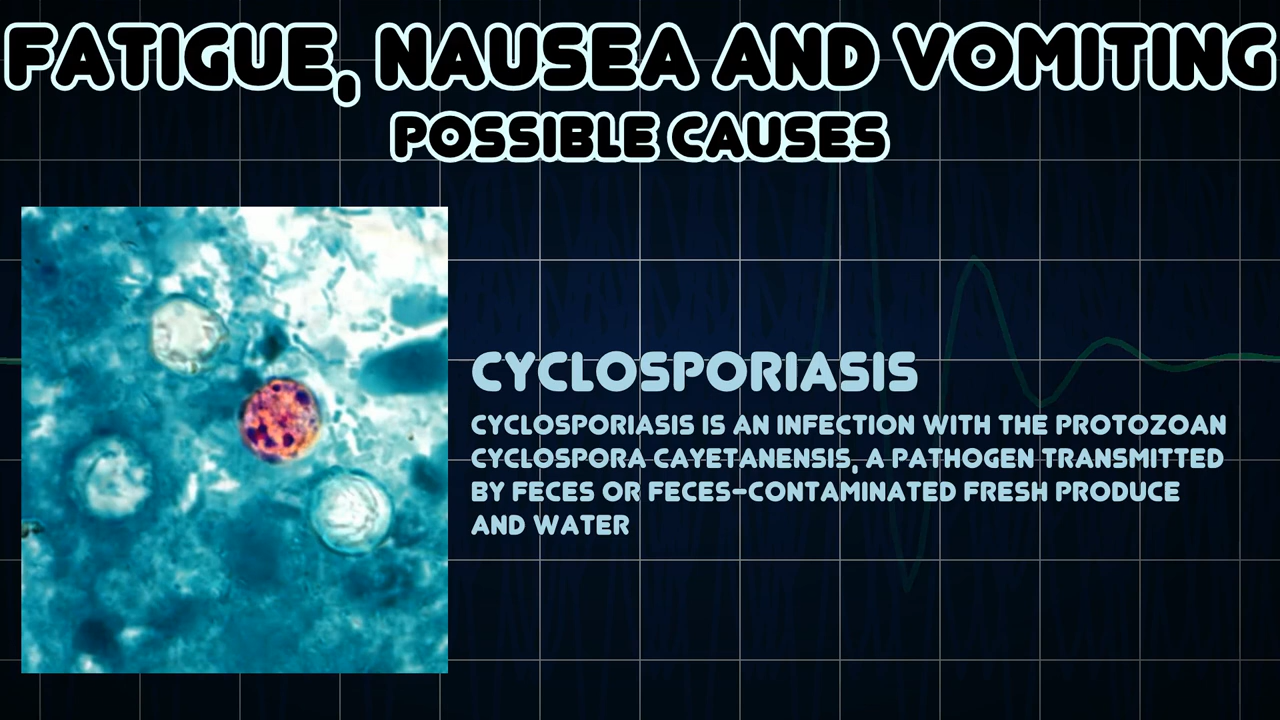 FATIGUE, NAUSEA AND VOMITING
POSSIBLE CAUSES
CYCLOSPORIASIS
CYCLOSPORIASIS IS AN INFECTION WITH THE PROTOZOAN
CYCLOSPORA CAYETANENSIS, A PATHOGEN TRANSMITTED
BY FECES OR FECES-CONTAMINATED FRESH PRODUCE
AND WATER